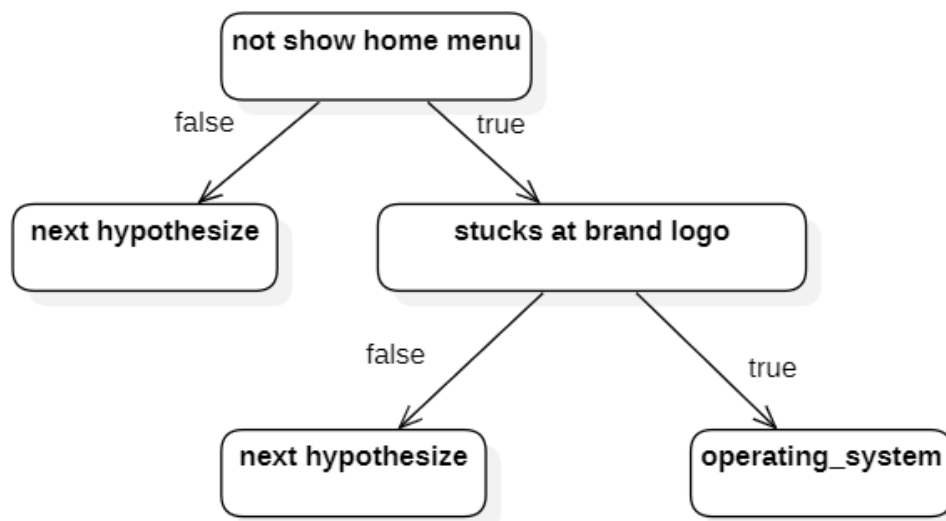 not show home menu
false
true
next hypothesize
stucks at brand logo
false
true
next hypothesize
operating_system